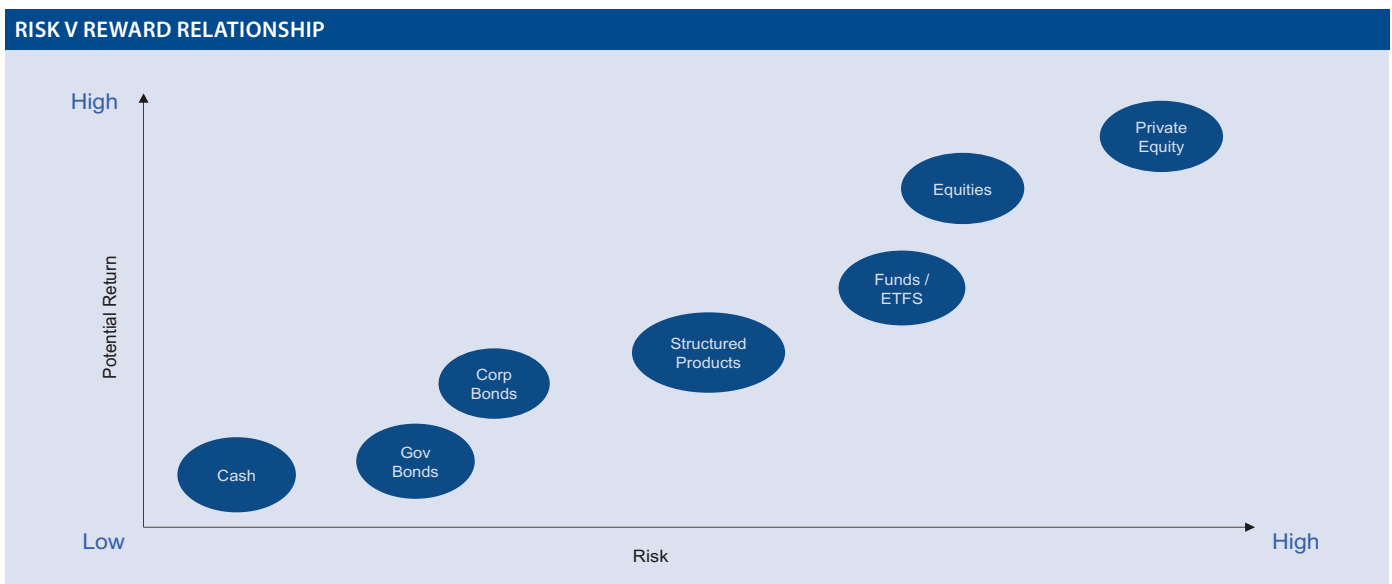 RISK V REWARD RELATIONSHIP
High
Private
Equity
Equities
Funds /
ETFS
Potential Return
Structured
Products
Corp
Bonds
Gov
Bonds
Cash
Low
Risk
High